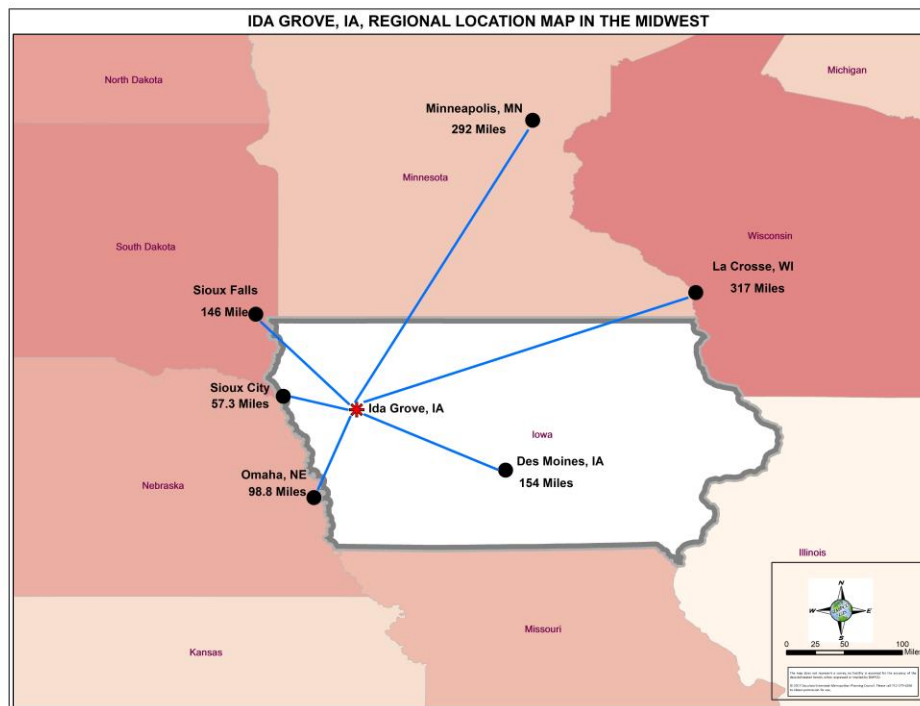 IDA GROVE, IA, REGIONAL LOCATION MAP IN THE MIDWEST
North Dakota
Michigan
Minneapolis, MN
292 Miles
Minnesota
Wisconsin
South Dakota
La Crosse, WI
317 Miles
Sioux Falls
146 Mile
Sioux City
57.3 Miles
Ida Grove, IA
Iowa
Des Moines, IA
154 Miles
Omaha, NE
98.8 Miles
Nebraska
Illinois
N
W E
S
Missouri
Kansas
0 25 50 100
Miles